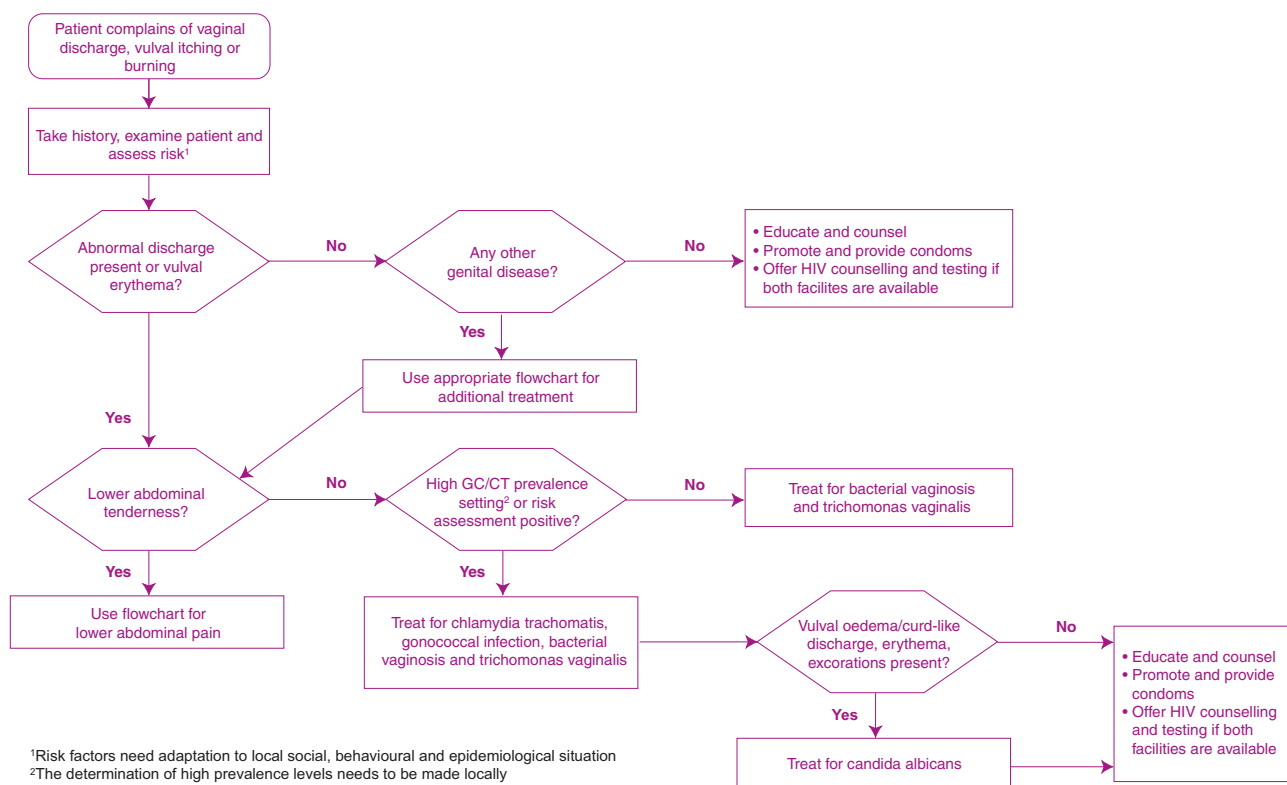 Patient complains of vaginal
discharge, vulval itching or
burning
Take history, examine patient and
assess risk¹
Abnormal discharge
present or vulval
erythema?
No
Any other
genital disease?
No
• Educate and counsel
• Promote and provide condoms
• Offer HIV counselling and testing if
both facilites are available
Yes
Use appropriate flowchart for
additional treatment
Yes
Lower abdominal
tenderness?
No
High GC/CT prevalence
setting² or risk
assessment positive?
No
Treat for bacterial vaginosis
and trichomonas vaginalis
Yes
Use flowchart for
lower abdominal pain
Yes
Treat for chlamydia trachomatis,
gonococcal infection, bacterial
vaginosis and trichomonas vaginalis
Vulval oedema/curd-like
discharge, erythema,
excorations present?
No
• Educate and counsel
• Promote and provide
condoms
• Offer HIV counselling
and testing if both
facilities are available
Yes
Treat for candida albicans
¹Risk factors need adaptation to local social, behavioural and epidemiological situation
²The determination of high prevalence levels needs to be made locally